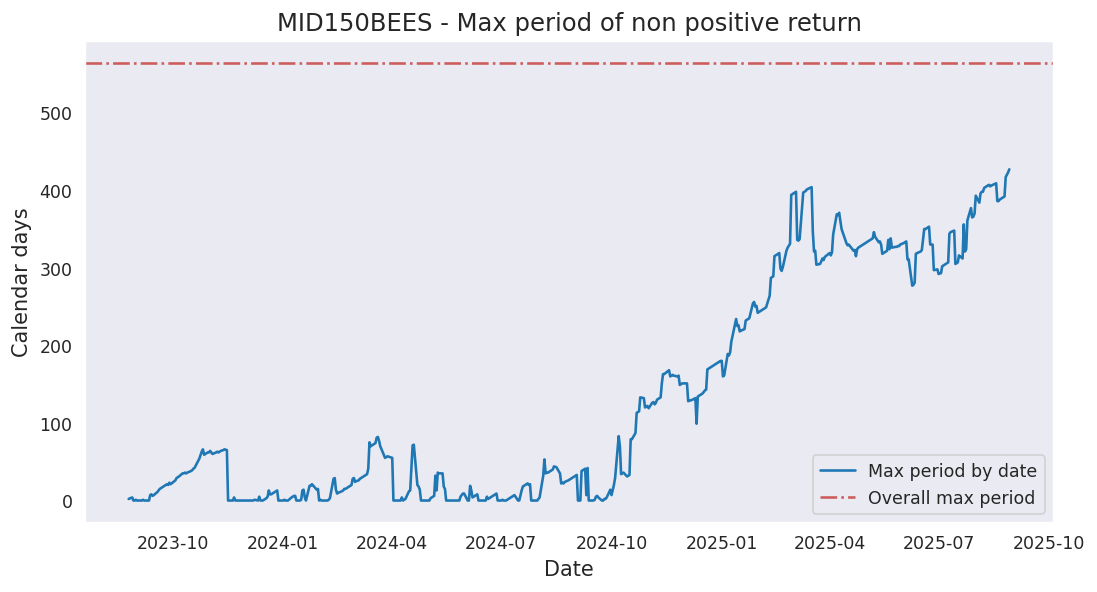 MID150BEES - Max period of non positive return
Calendar days
500
400
300
200
100
0
Max period by date
Overall max period
2023-10 2024-01 2024-04 2024-07 2024-10 2025-01 2025-04 2025-07 2025-10
Date